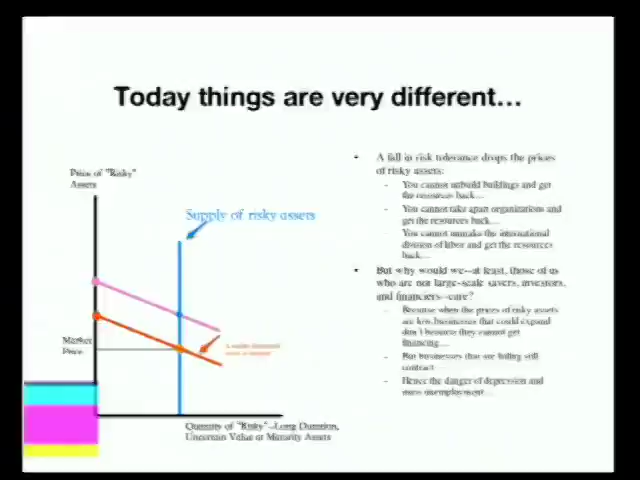 Today things are very different...
Price of "Risky"
Assets
Supply of risky assets
Market
Price
Quantity of "Risky"--Long Duration,
Uncertain Value or Maturity Assets
• A fall in risk tolerance drops the prices
of risky assets:
- You cannot unbuild buildings and get
the resources back...
- You cannot take apart organizations and
get the resources back...
You cannot unmake the international
division of labor and get the resources
back...
• But why would we--at least, those of us
who are not large-scale savers, investors,
and financiers--care?
- Because when the prices of risky assets
are low businesses that could expand
don't because they cannot get
financing...
- But businesses that are failing still
contract...
- Hence the danger of depression and
mass unemployment...